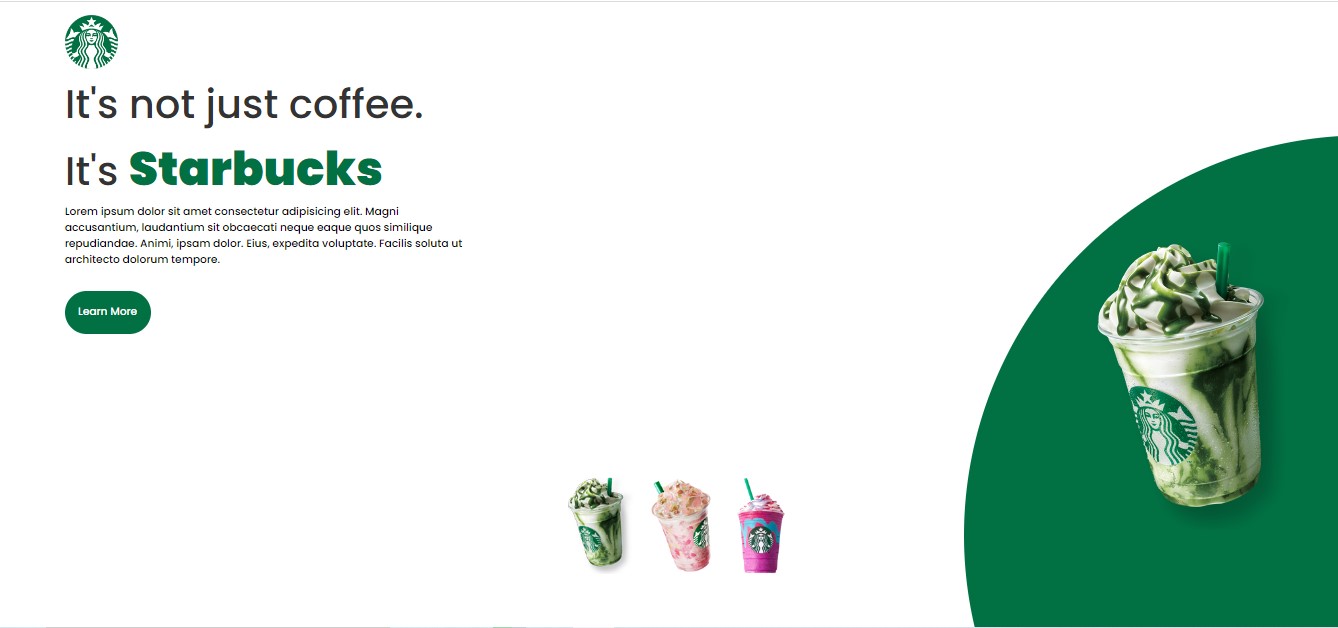 It's not just coffee.
It's Starbucks
Lorem ipsum dolor sit amet consectetur adipisicing elit. Magni
accusantium, laudantium sit obcaecati neque eaque quos similique
repudiandae. Animi, ipsam dolor. Eius, expedita voluptate. Facilis soluta ut
architecto dolorum tempore.
Learn More